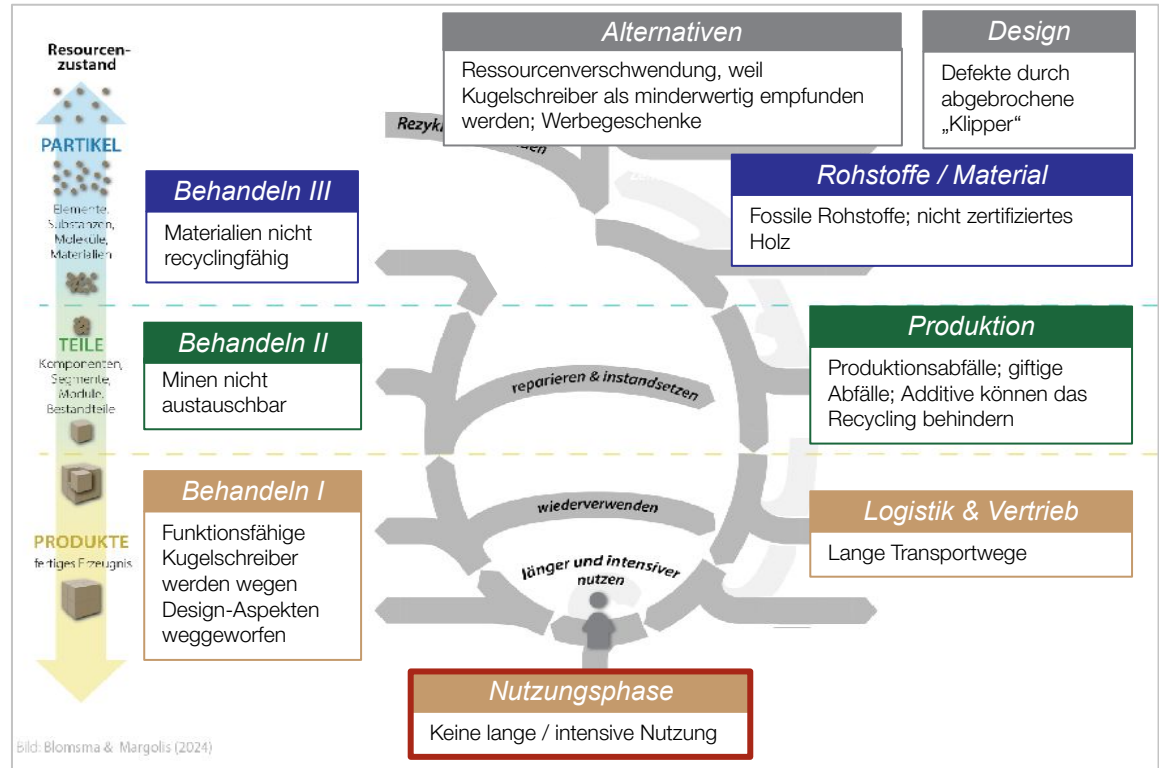 Resourcen-
zustand
PARTIKEL
Elemente,
Substanzen,
Moleküle,
Materialien
TEILE
Komponenten,
Segmente,
Module,
Bestandteile
PRODUKTE
fertiges Erzeugnis
Alternativen
Ressourcenverschwendung, weil
Kugelschreiber als minderwertig empfunden
werden; Werbegeschenke
Design
Defekte durch
abgebrochene
„Klipper“
Behandeln III
Materialien nicht
recyclingfähig
Rohstoffe / Material
Fossile Rohstoffe; nicht zertifiziertes
Holz
Behandeln II
Minen nicht
austauschbar
reparieren & instandsetzen
Produktion
Produktionsabfälle; giftige
Abfälle; Additive können das
Recycling behindern
Behandeln I
Funktionsfähige
Kugelschreiber
werden wegen
Design-Aspekten
weggeworfen
wiederverwenden
länger und intensiver
nutzen
Logistik & Vertrieb
Lange Transportwege
Nutzungsphase
Keine lange / intensive Nutzung
Bild: Blomsma & Margolis (2024)